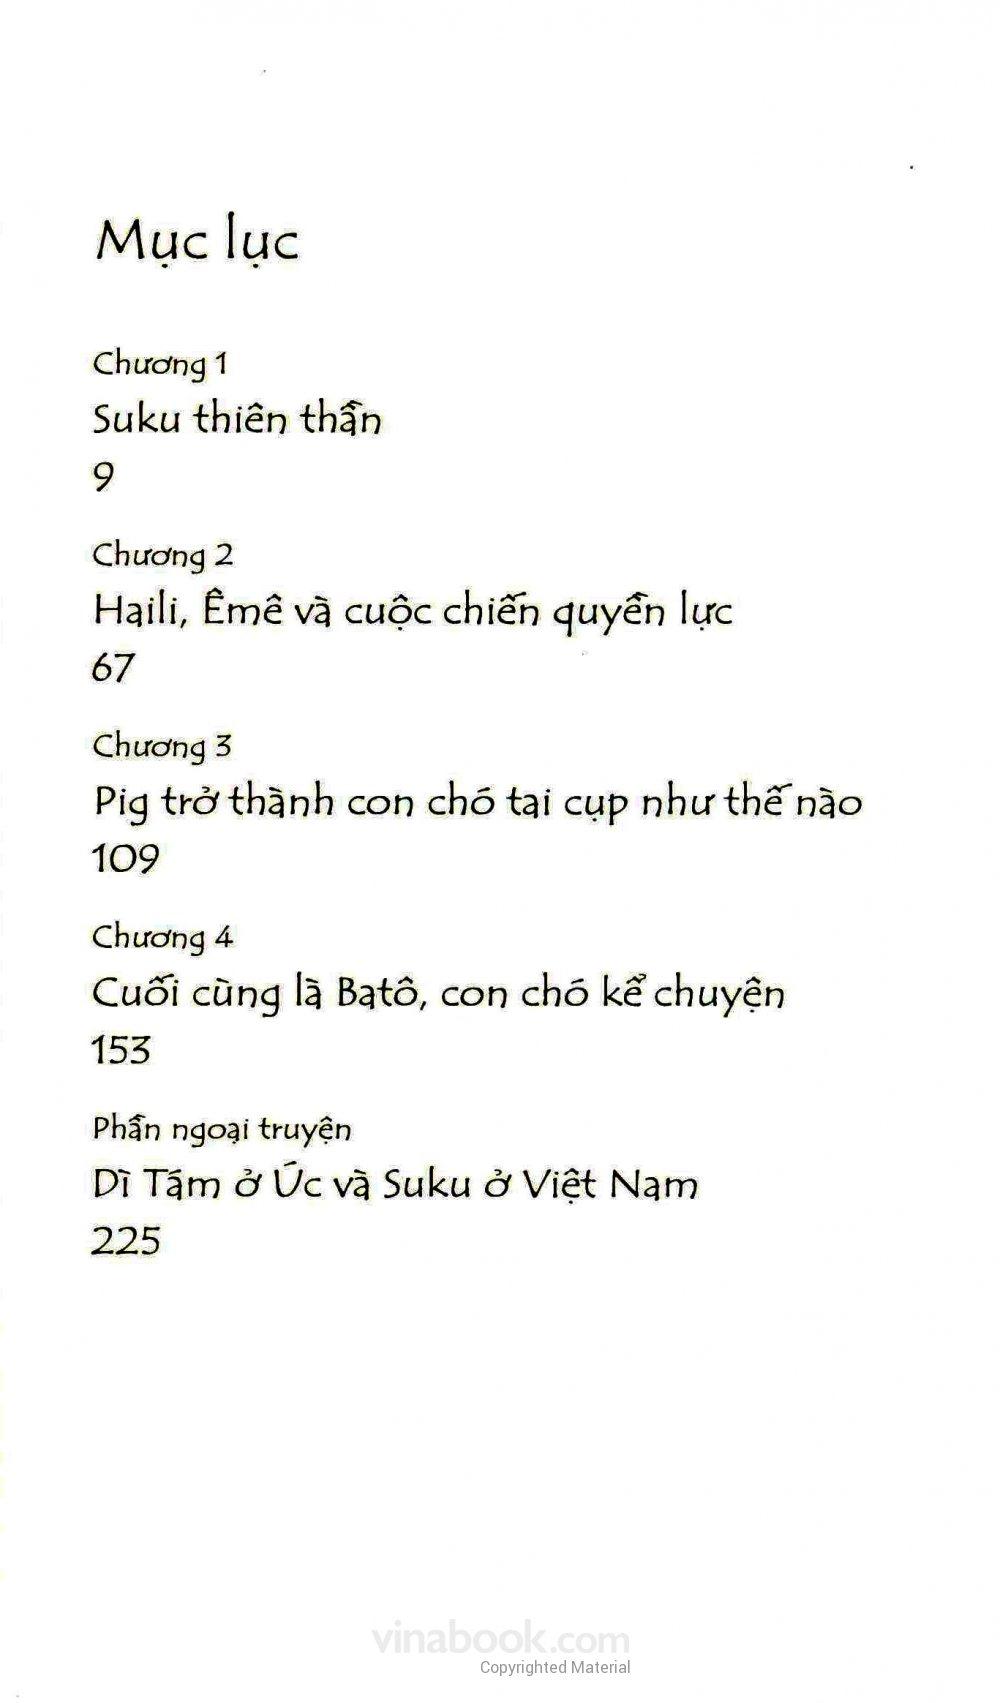 Mục lục
Chương 1
Suku thiên thần
9
Chương 2
Haili, Êmê và cuộc chiến quyền lực
67
Chương 3
Pig trở thành con chó tai cụp như thế nào
109
Chương 4
Cuối cùng là Batô, con chó kể chuyện
153
Phần ngoại truyện
Dì Tám ở Úc và Suku ở Việt Nam
225
vinabook.com
Copyrighted Material